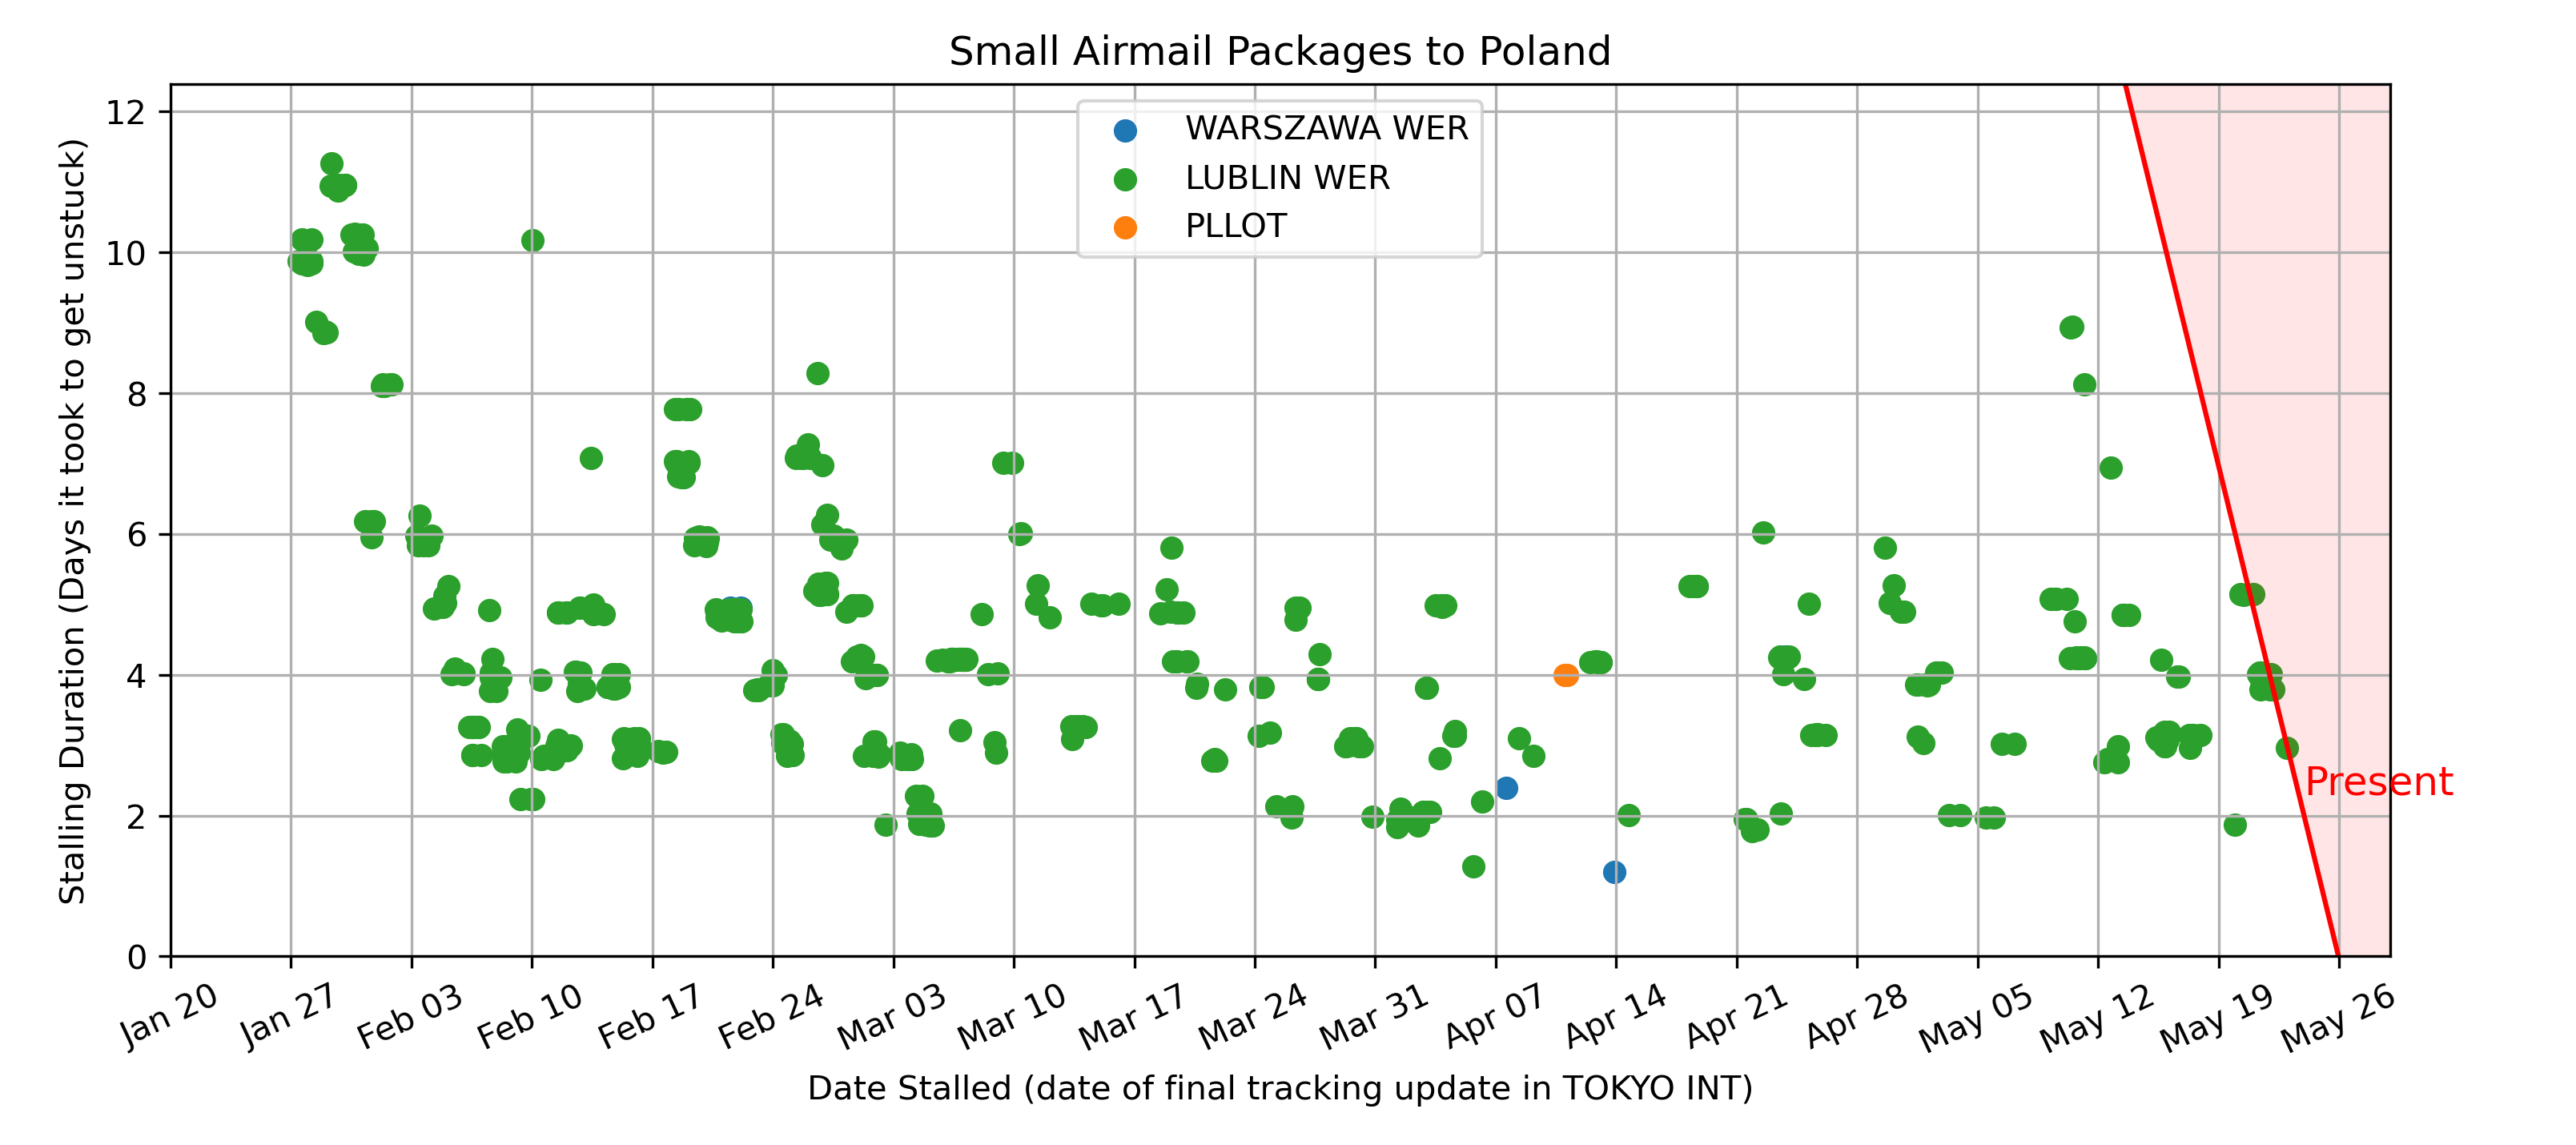 Small Airmail Packages to Poland
Stalling Duration (Days it took to get unstuck)
12
10
8
6
4
2
0
WARSZAWA WER
LUBLIN WER
PLLOT
Present
Jan 20
Jan 27
Feb 03
Feb 10
Feb 17
Feb 24
Mar 03
Mar 10
Mar 17
Mar 24
Mar 31
Apr 07
Apr 14
Apr 21
Apr 28
May 05
May 12
May 19
May 26
Date Stalled (date of final tracking update in TOKYO INT)